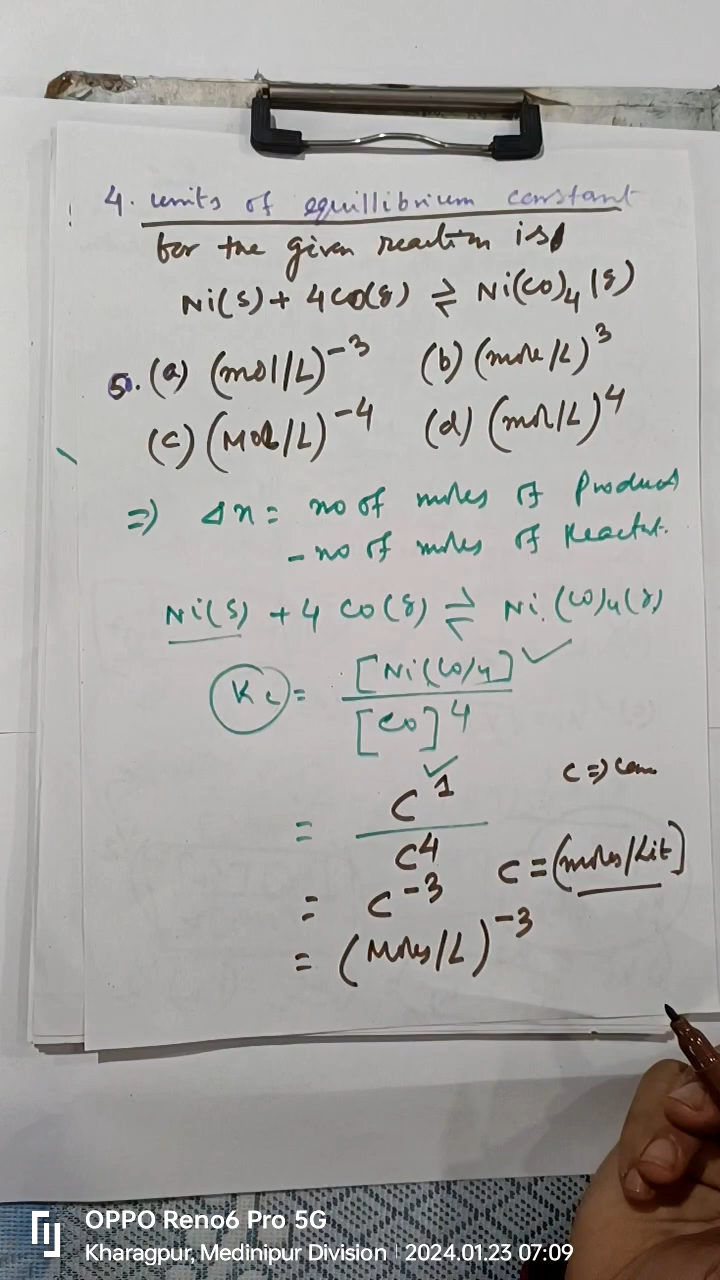 4. units of equillibrium constant
for the given reaction is
Ni(s) + 4CO(g) ⇌ Ni(CO)4 (g)
5. (a) (mol/L)^-3 (b) (mole/L)^3
(c) (Mol/L)^-4 (d) (mol/L)^4
=) Δn = no of moles of Product
- no of moles of Reactat.
Ni(s) + 4 CO(g) ⇌ Ni.(CO)4(g)
Kc = [Ni(CO)4] ✓
[CO]^4
= C^1 ✓
C^4
C =)
= C^-3 C = (moles/Lit]
= (Moles/L)^-3
OPPO Reno6 Pro 5G
Kharagpur, Medinipur Division | 2024.01.23 07:09